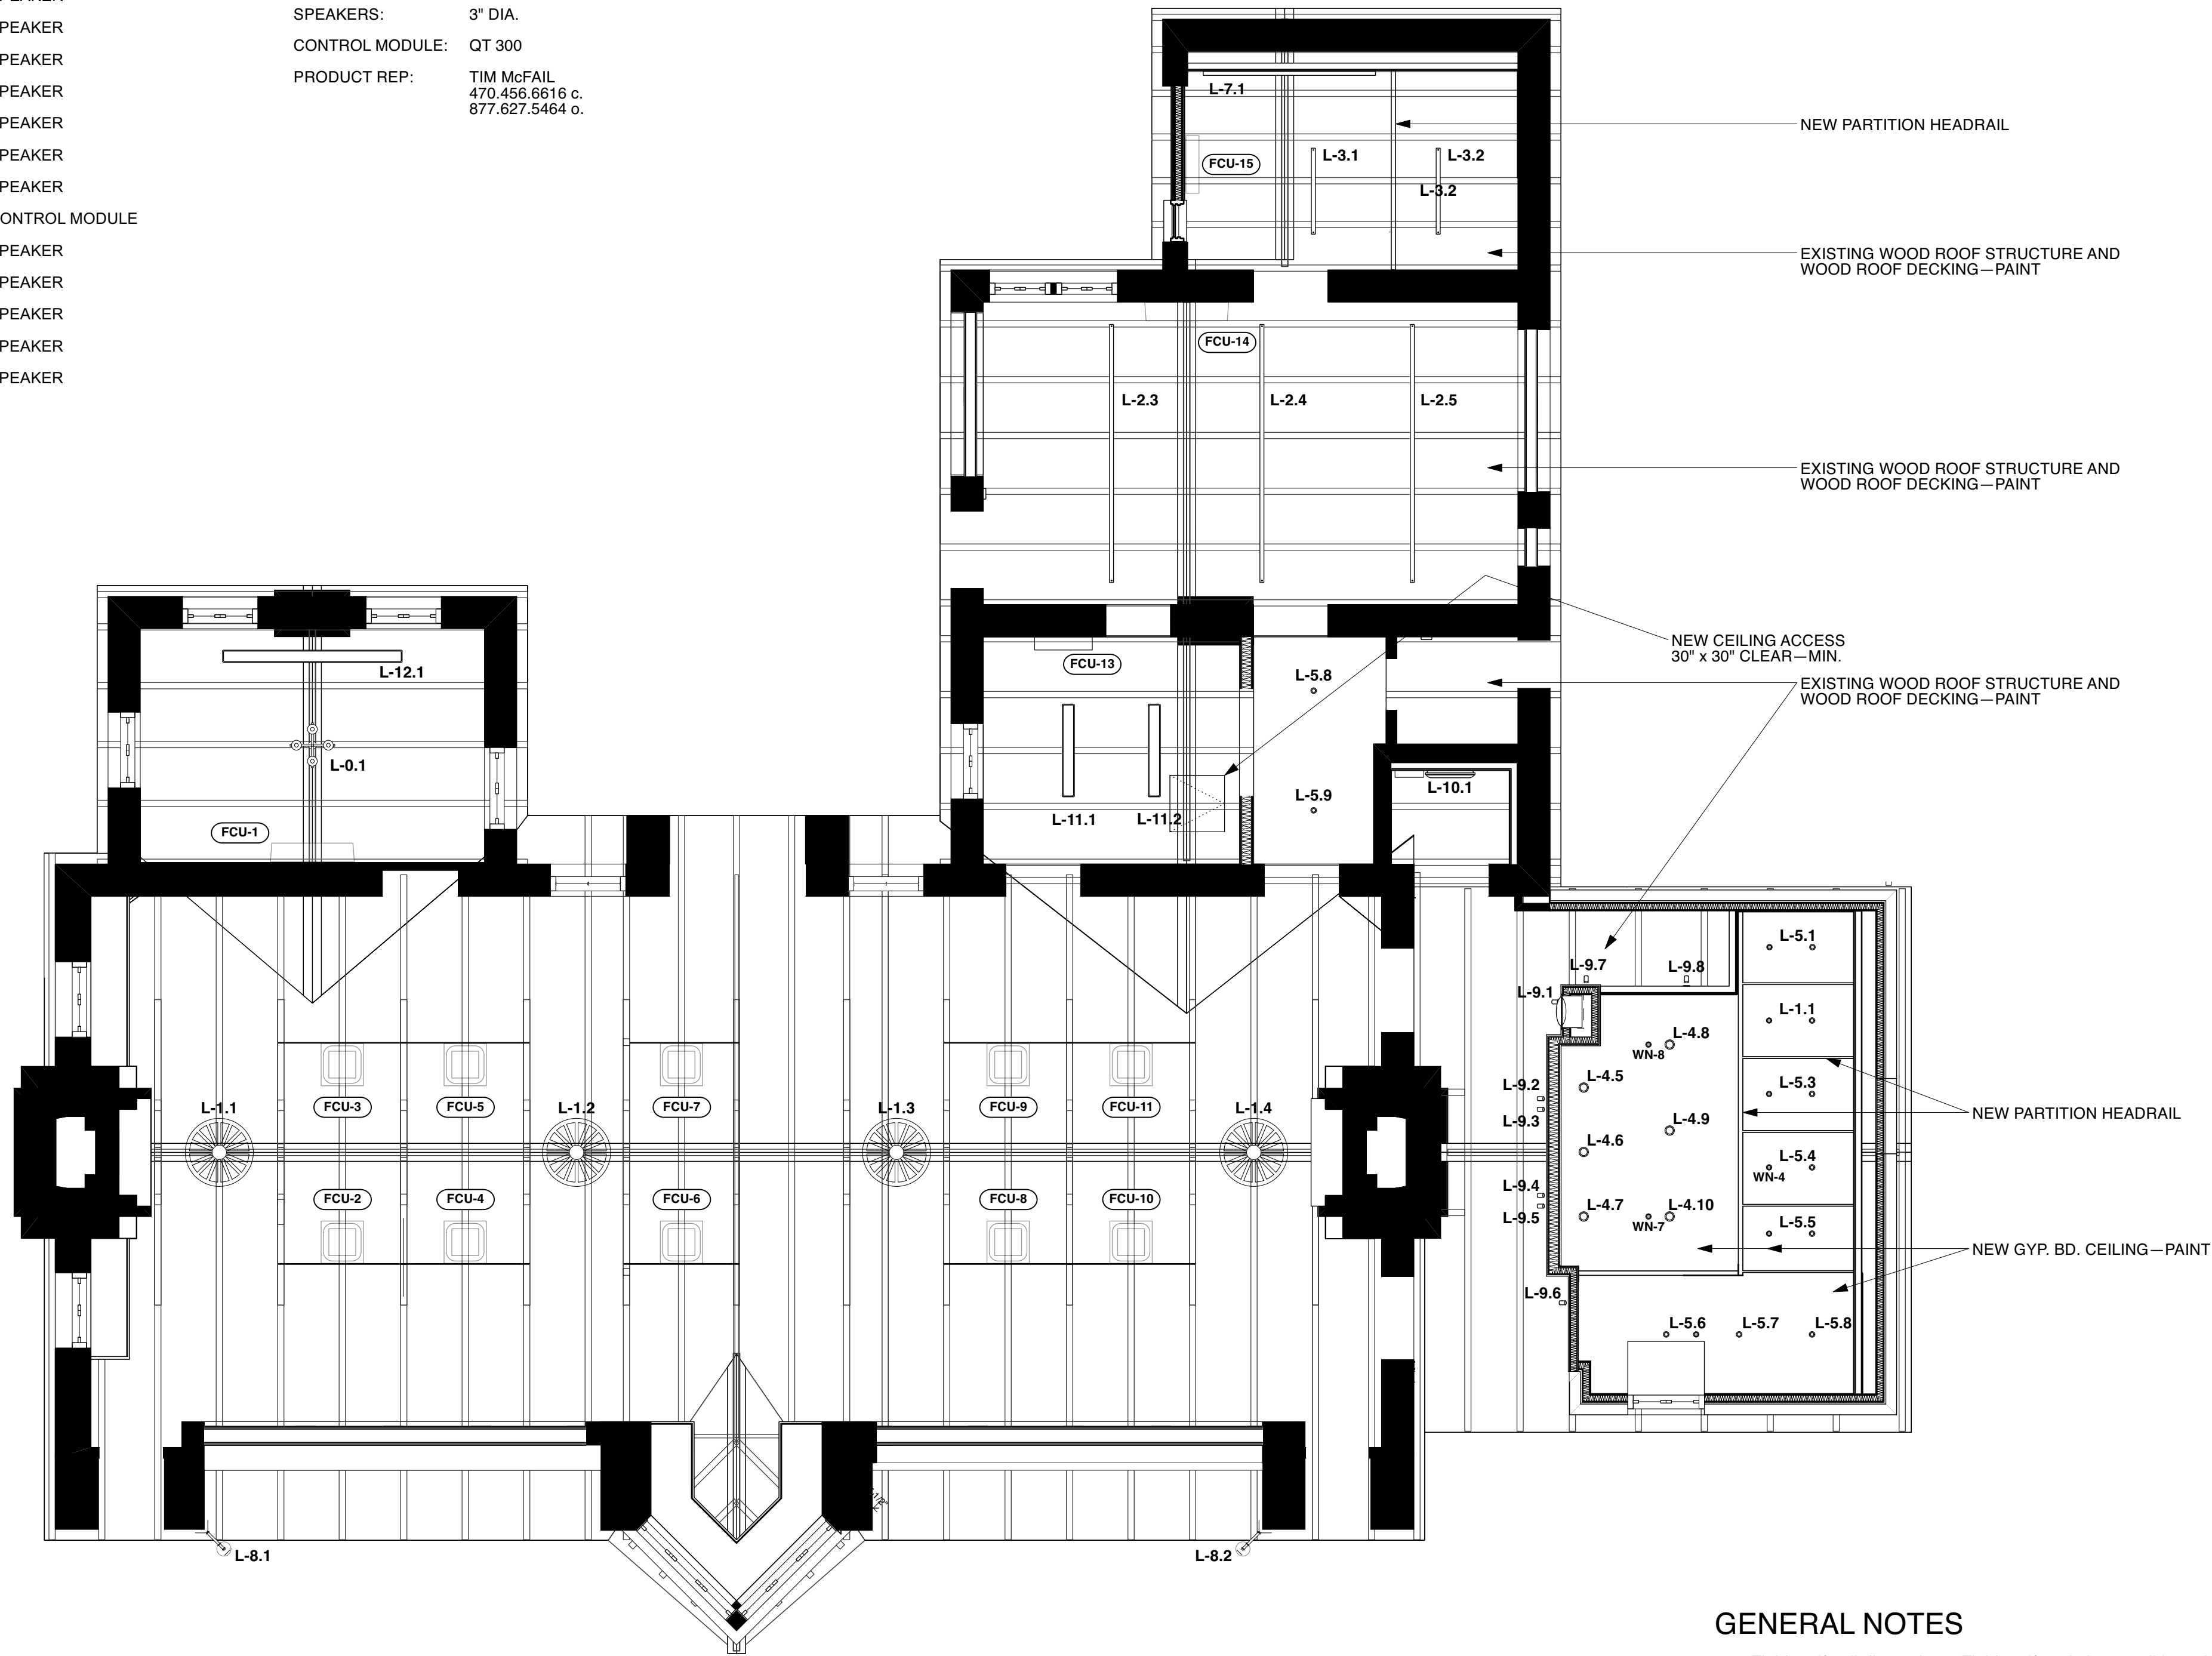 SPEAKERS: 3" DIA.
CONTROL MODULE: QT 300
PRODUCT REP: TIM McFAIL
470.456.6616 c.
877.627.5464 o.
PEAKER
PEAKER
PEAKER
PEAKER
PEAKER
PEAKER
ONTROL MODULE
PEAKER
PEAKER
PEAKER
PEAKER
PEAKER
L-7.1
NEW PARTITION HEADRAIL
FCU-15
L-3.1
L-3.2
L-3.2
EXISTING WOOD ROOF STRUCTURE AND
WOOD ROOF DECKING—PAINT
FCU-14
L-2.3
L-2.4
L-2.5
EXISTING WOOD ROOF STRUCTURE AND
WOOD ROOF DECKING—PAINT
NEW CEILING ACCESS
30" x 30" CLEAR—MIN.
EXISTING WOOD ROOF STRUCTURE AND
WOOD ROOF DECKING—PAINT
L-12.1
L-0.1
FCU-1
FCU-13
L-5.8
L-5.9
L-10.1
L-11.1
L-11.2
L-5.1
L-9.7
L-9.8
L-9.1
L-1.1
L-4.8
WN-8
L-4.5
L-9.2
L-9.3
L-5.3
NEW PARTITION HEADRAIL
L-4.9
L-4.6
L-5.4
WN-4
L-9.4
L-9.5
L-4.7
L-4.10
WN-7
L-5.5
NEW GYP. BD. CEILING—PAINT
L-9.6
L-5.6
L-5.7
L-5.8
L-1.1
FCU-3
FCU-5
L-1.2
FCU-7
L-1.3
FCU-9
FCU-11
L-1.4
FCU-2
FCU-4
FCU-6
FCU-8
FCU-10
L-8.1
L-8.2
GENERAL NOTES